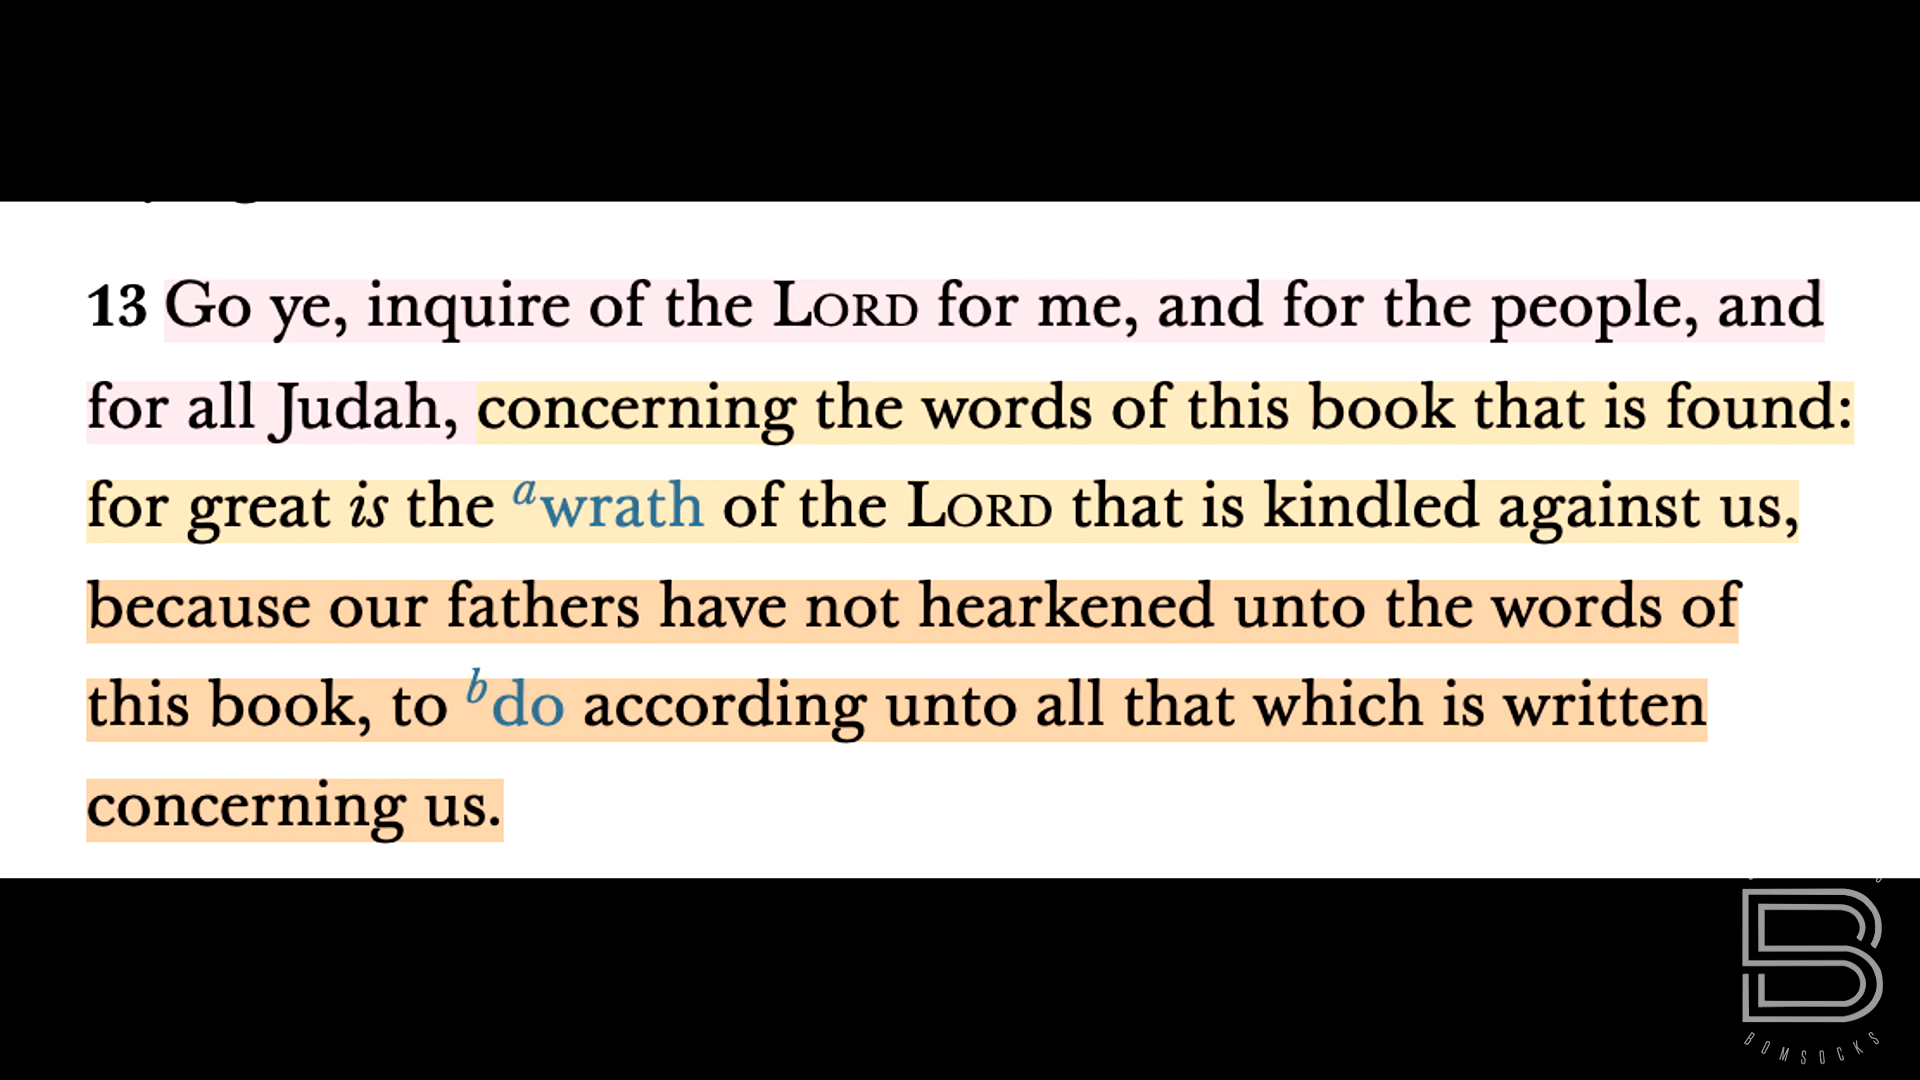 13 Go ye, inquire of the LORD for me, and for the people, and
for all Judah, concerning the words of this book that is found:
for great is the a wrath of the LORD that is kindled against us,
because our fathers have not hearkened unto the words of
this book, to b do according unto all that which is written
concerning us.
B
BOMSOCKS